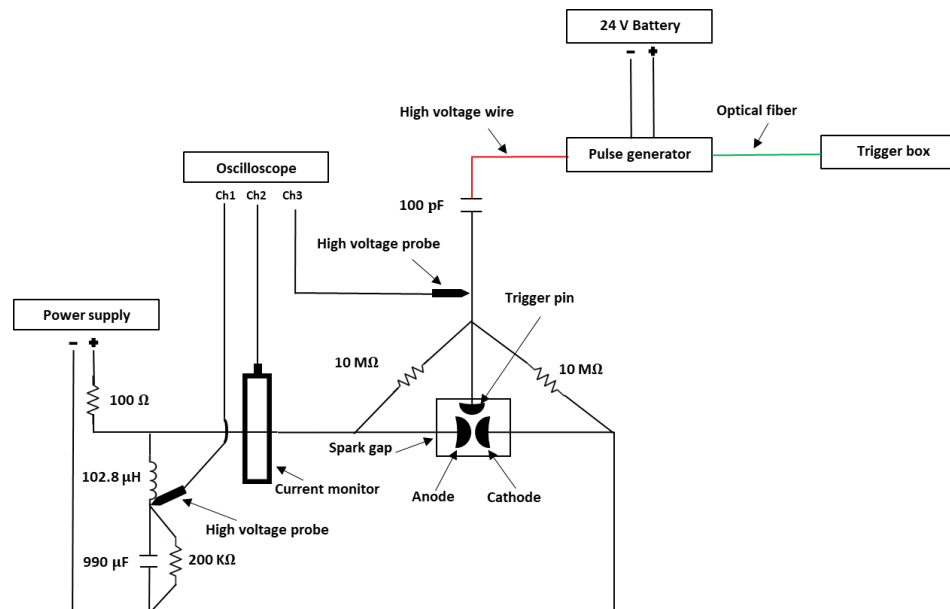 24 V Battery
- +
High voltage wire
Optical fiber
Pulse generator
Trigger box
Oscilloscope
Ch1 Ch2 Ch3
100 pF
High voltage probe
Trigger pin
Power supply
- +
10 MΩ
10 MΩ
100 Ω
Spark gap
102.8 μH
Current monitor
Anode
Cathode
High voltage probe
990 μF
200 KΩ